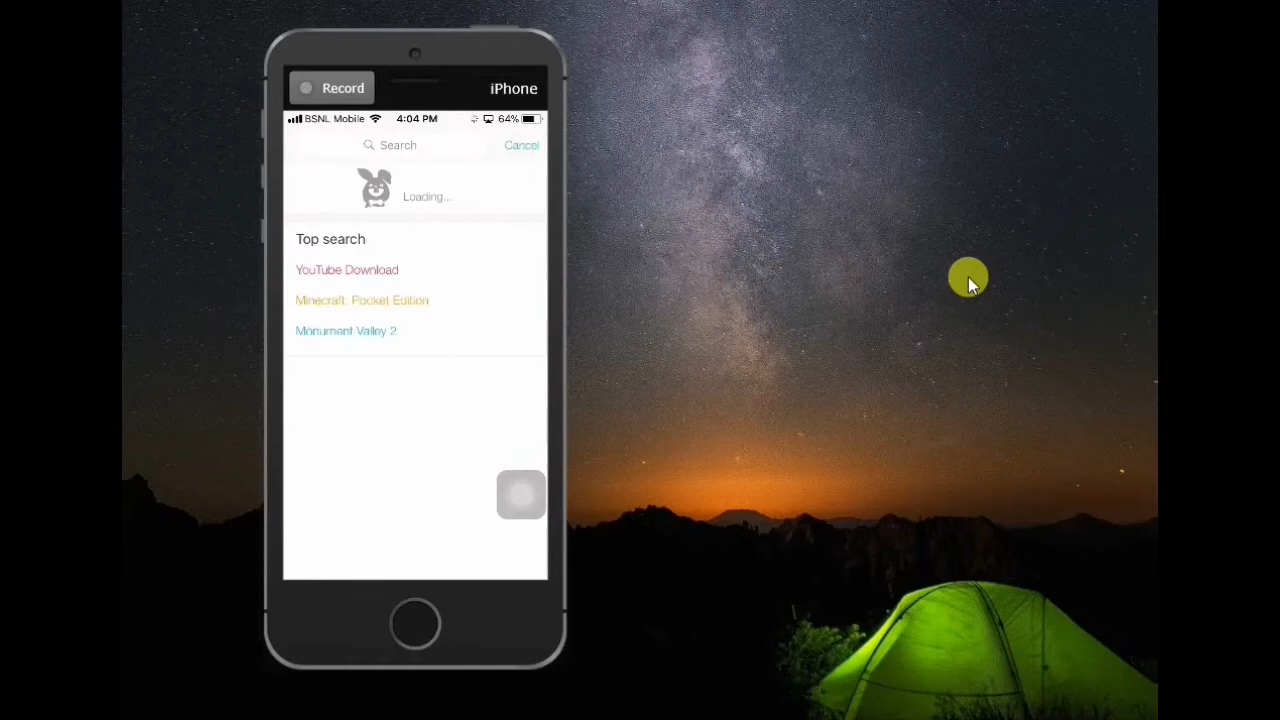 Record
iPhone
BSNL Mobile 4:04 PM 64%
Search Cancel
Loading...
Top search
YouTube Download
Minecraft: Pocket Edition
Monument Valley 2